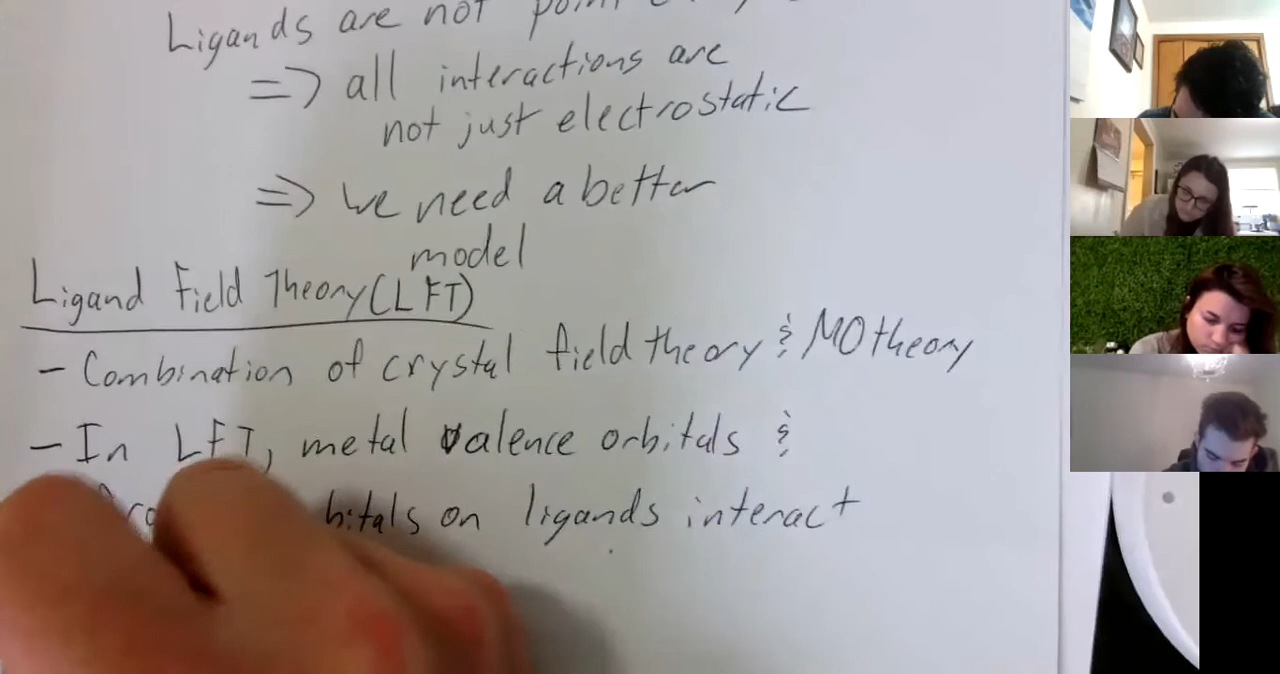 Ligands are not point
=> all interactions are
not just electrostatic
=> we need a better
model
Ligand Field Theory (LFT)
- Combination of crystal field theory & MO theory
- In LFT, metal valence orbitals &
on ligands interact